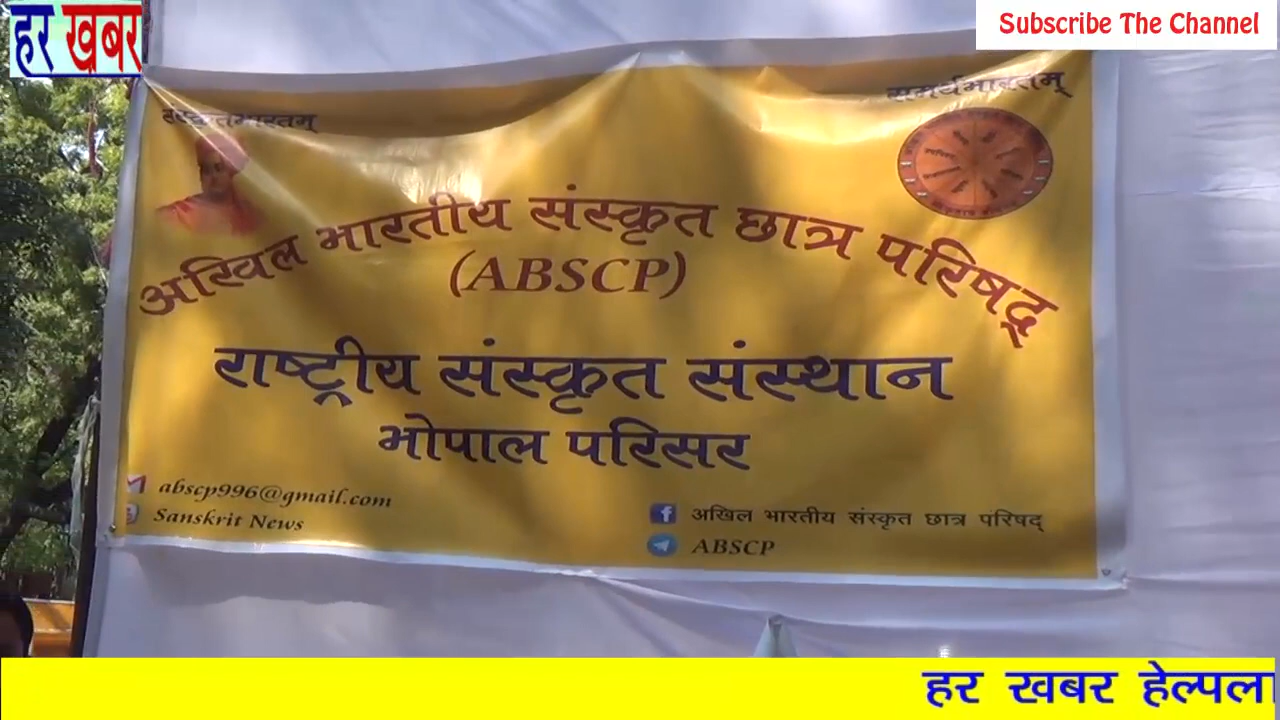 हर खबर
Subscribe The Channel
संस्कृतभारतम्
समर्थभारतम्
अखिल भारतीय संस्कृत छात्र परिषद्
(ABSCP)
राष्ट्रीय संस्कृत संस्थान
भोपाल परिसर
abscp996@gmail.com
Sanskrit News
अखिल भारतीय संस्कृत छात्र परिषद्
ABSCP
हर खबर हेल्पला